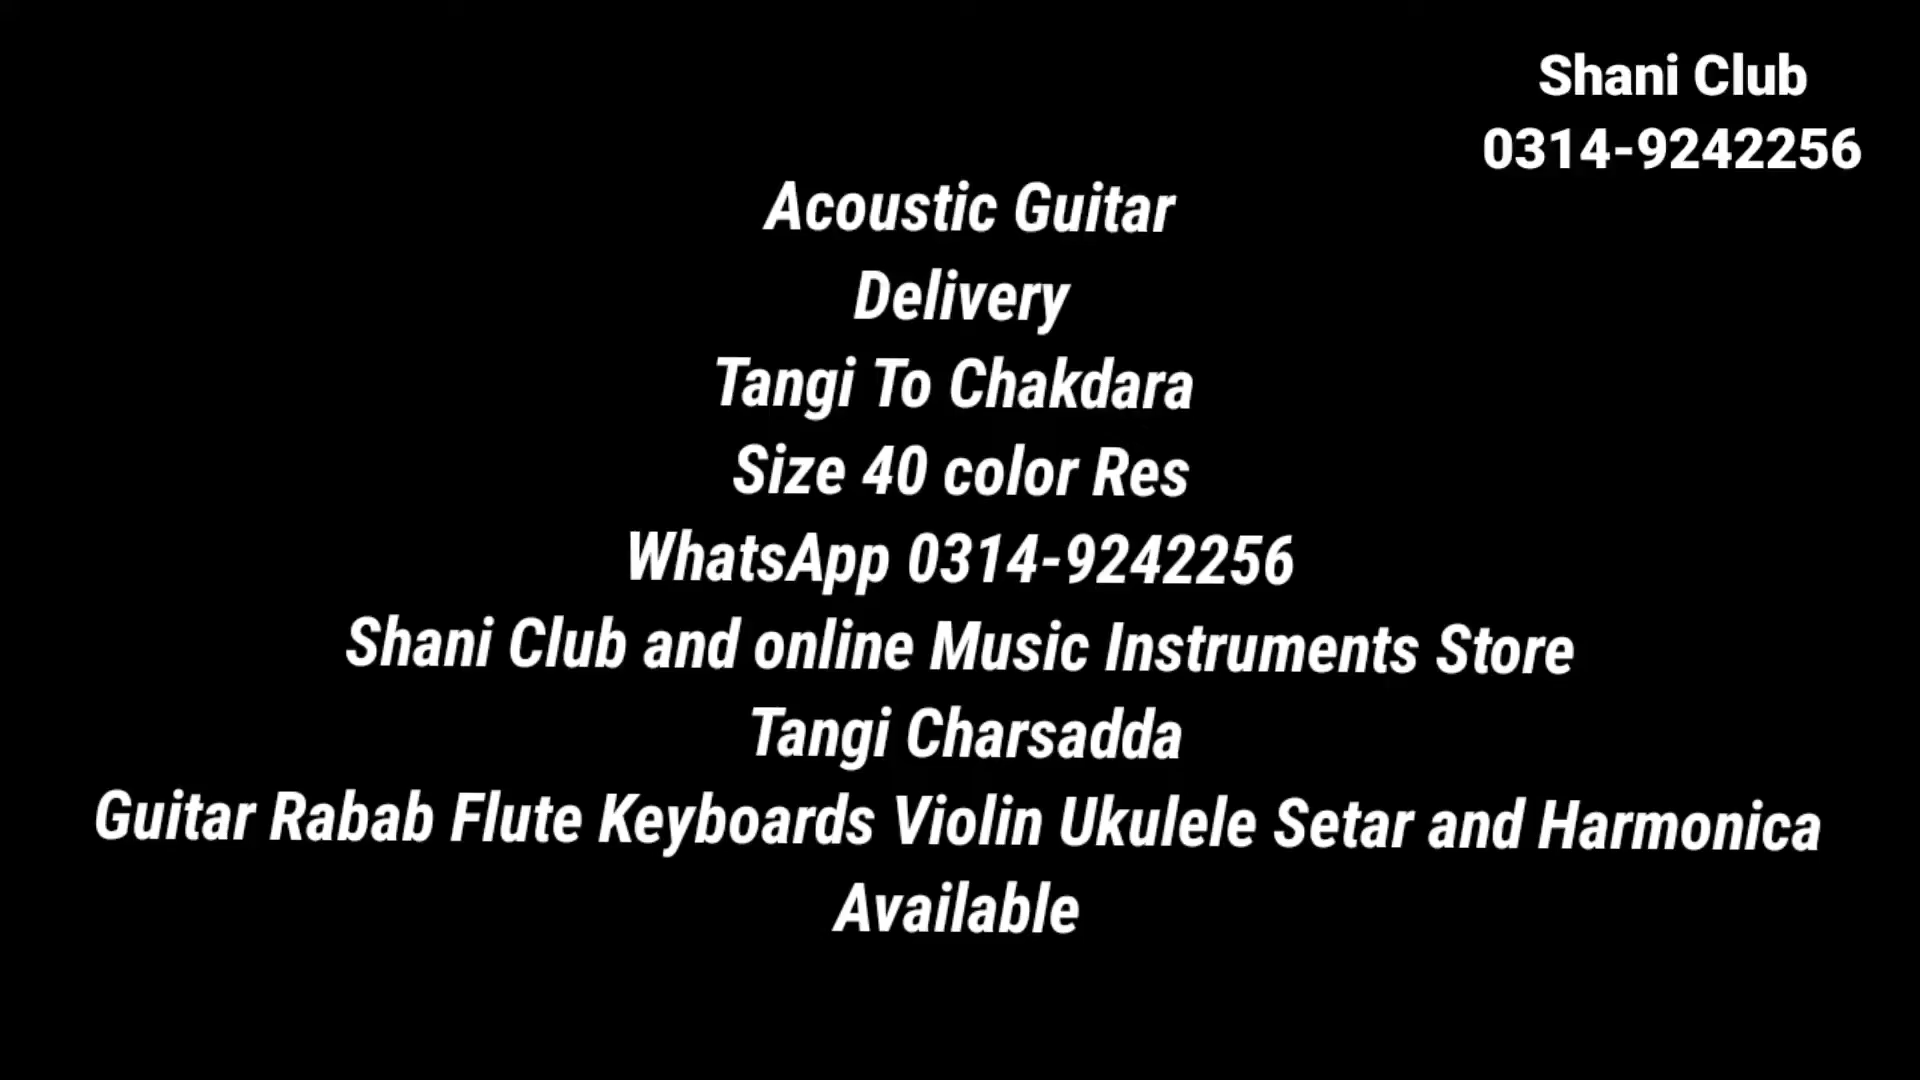 Shani Club
0314-9242256
Acoustic Guitar
Delivery
Tangi To Chakdara
Size 40 color Res
WhatsApp 0314-9242256
Shani Club and online Music Instruments Store
Tangi Charsadda
Guitar Rabab Flute Keyboards Violin Ukulele Setar and Harmonica
Available